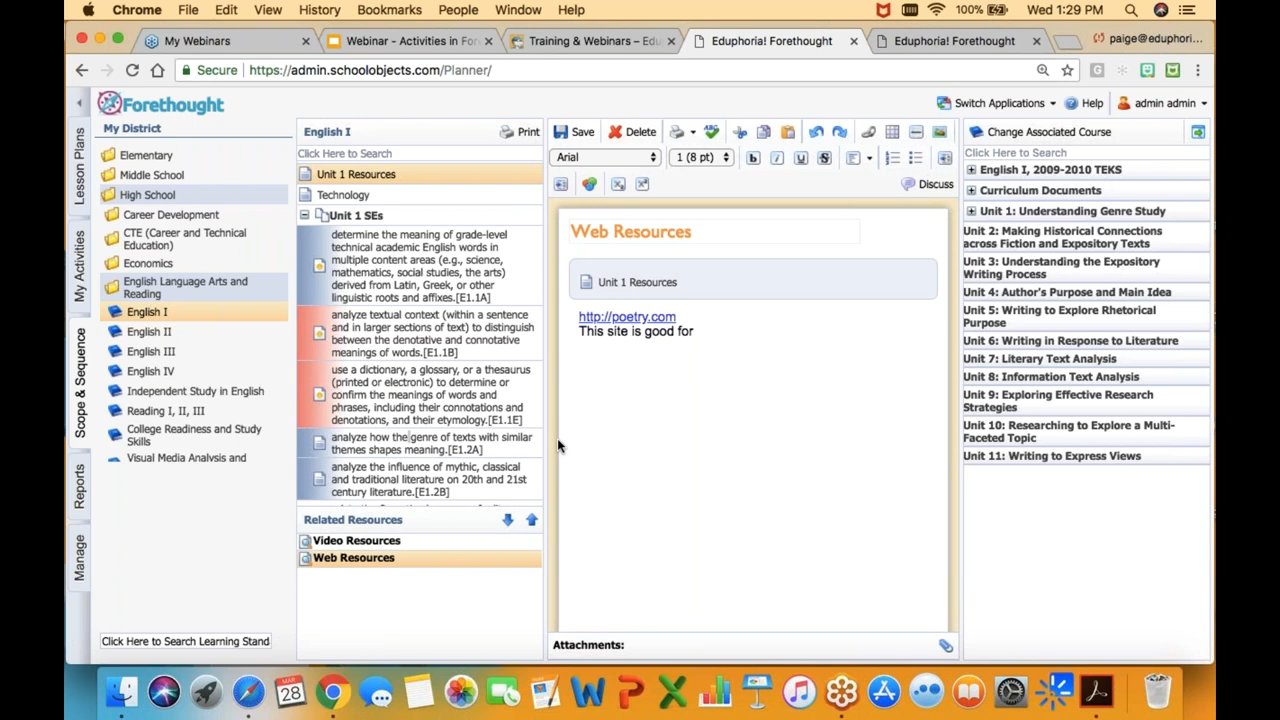 Chrome File Edit View History Bookmarks People Window Help 100% Wed 1:29 PM
My Webinars Webinar - Activities in For Training & Webinars – Edu Eduphoria! Forethought Eduphoria! Forethought paige@eduphori...
Secure https://admin.schoolobjects.com/Planner/
Forethought Switch Applications Help admin admin
Lesson Plans
My Activities
Scope & Sequence
Reports
Manage
My District
Elementary
Middle School
High School
Career Development
CTE (Career and Technical
Education)
Economics
English Language Arts and
Reading
English I
English II
English III
English IV
Independent Study in English
Reading I, II, III
College Readiness and Study
Skills
Visual Media Analysis and
Click Here to Search Learning Stand
English I Print
Click Here to Search
Unit 1 Resources
Technology
Unit 1 SEs
determine the meaning of grade-level
technical academic English words in
multiple content areas (e.g., science,
mathematics, social studies, the arts)
derived from Latin, Greek, or other
linguistic roots and affixes.[E1.1A]
analyze textual context (within a sentence
and in larger sections of text) to distinguish
between the denotative and connotative
meanings of words.[E1.1B]
use a dictionary, a glossary, or a thesaurus
(printed or electronic) to determine or
confirm the meanings of words and
phrases, including their connotations and
denotations, and their etymology.[E1.1E]
analyze how the genre of texts with similar
themes shapes meaning.[E1.2A]
analyze the influence of mythic, classical
and traditional literature on 20th and 21st
century literature.[E1.2B]
Related Resources
Video Resources
Web Resources
Save Delete
Arial 1 (8 pt) b i U S
Discuss
Web Resources
Unit 1 Resources
http://poetry.com
This site is good for
Attachments:
Change Associated Course
Click Here to Search
English I, 2009-2010 TEKS
Curriculum Documents
Unit 1: Understanding Genre Study
Unit 2: Making Historical Connections
across Fiction and Expository Texts
Unit 3: Understanding the Expository
Writing Process
Unit 4: Author's Purpose and Main Idea
Unit 5: Writing to Explore Rhetorical
Purpose
Unit 6: Writing in Response to Literature
Unit 7: Literary Text Analysis
Unit 8: Information Text Analysis
Unit 9: Exploring Effective Research
Strategies
Unit 10: Researching to Explore a Multi-
Faceted Topic
Unit 11: Writing to Express Views
MAR
28